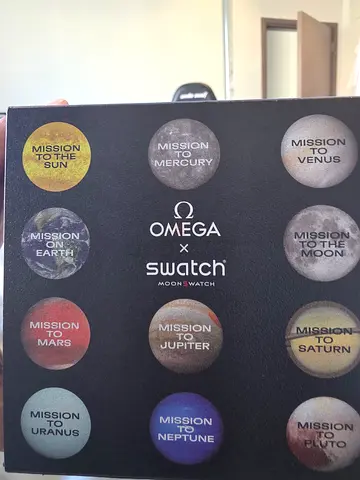 MISSION
TO THE
SUN
MISSION
TO
MERCURY
MISSION
TO
VENUS
MISSION
ON
EARTH
Ω
OMEGA
×
swatch®
MOONSWATCH
MISSION
TO THE
MOON
MISSION
TO
MARS
MISSION
TO
JUPITER
MISSION
TO
SATURN
MISSION
TO
URANUS
MISSION
TO
NEPTUNE
MISSION
TO
PLUTO